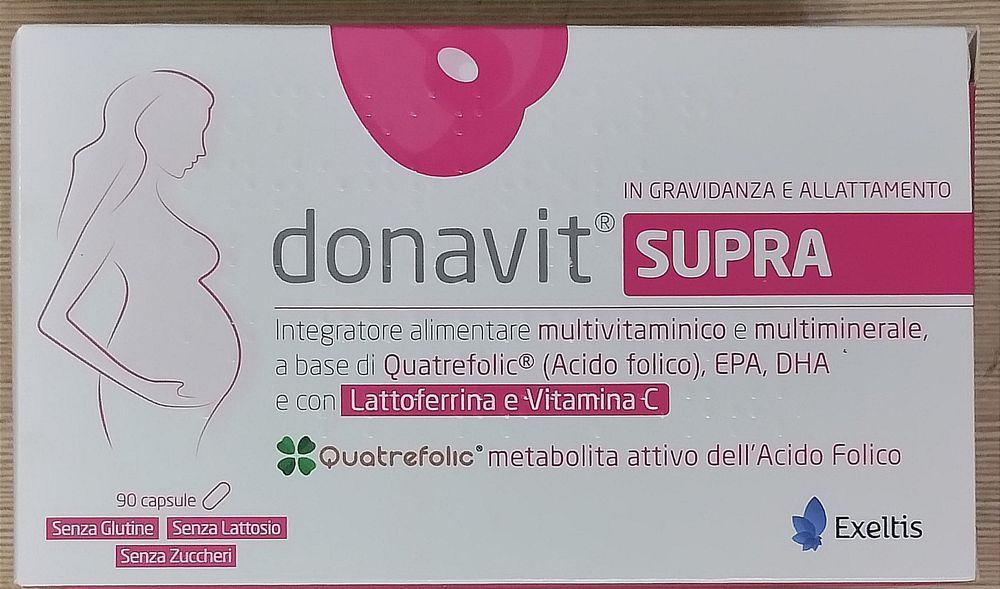 IN GRAVIDANZA E ALLATTAMENTO
donavit® SUPRA
Integratore alimentare multivitaminico e multiminerale,
a base di Quatrefolic® (Acido folico), EPA, DHA
e con Lattoferrina e Vitamina C
Quatrefolic® metabolita attivo dell'Acido Folico
90 capsule
Senza Glutine Senza Lattosio
Senza Zuccheri
Exeltis